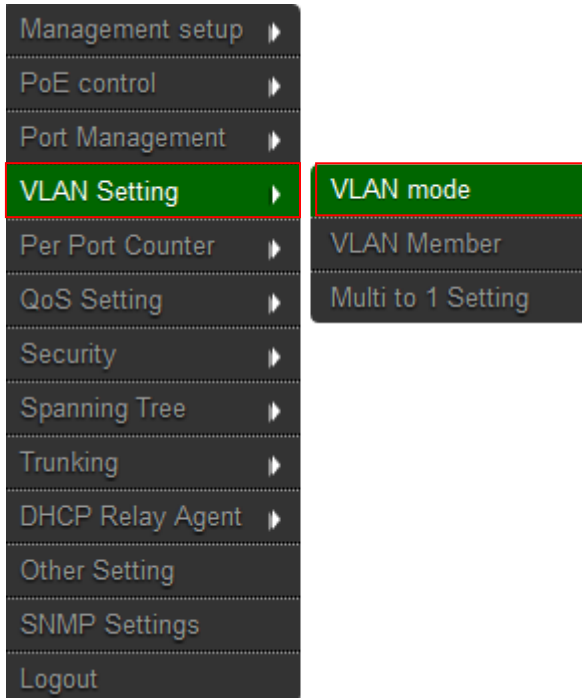 Management setup
PoE control
Port Management
VLAN Setting
Per Port Counter
QoS Setting
Security
Spanning Tree
Trunking
DHCP Relay Agent
Other Setting
SNMP Settings
Logout
VLAN mode
VLAN Member
Multi to 1 Setting